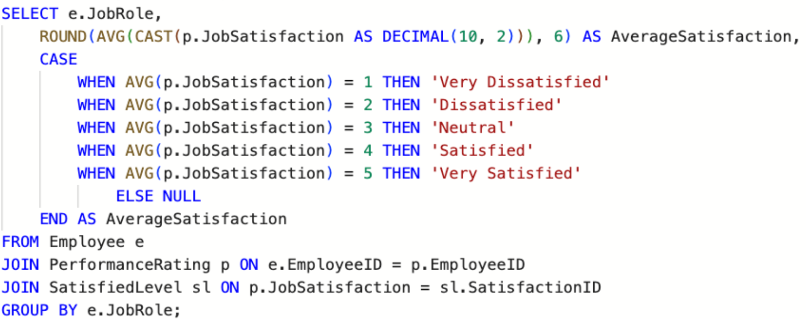 SELECT e.JobRole,
ROUND(AVG(CAST(p.JobSatisfaction AS DECIMAL(10, 2))), 6) AS AverageSatisfaction,
CASE
WHEN AVG(p.JobSatisfaction) = 1 THEN 'Very Dissatisfied'
WHEN AVG(p.JobSatisfaction) = 2 THEN 'Dissatisfied'
WHEN AVG(p.JobSatisfaction) = 3 THEN 'Neutral'
WHEN AVG(p.JobSatisfaction) = 4 THEN 'Satisfied'
WHEN AVG(p.JobSatisfaction) = 5 THEN 'Very Satisfied'
ELSE NULL
END AS AverageSatisfaction
FROM Employee e
JOIN PerformanceRating p ON e.EmployeeID = p.EmployeeID
JOIN SatisfiedLevel sl ON p.JobSatisfaction = sl.SatisfactionID
GROUP BY e.JobRole;